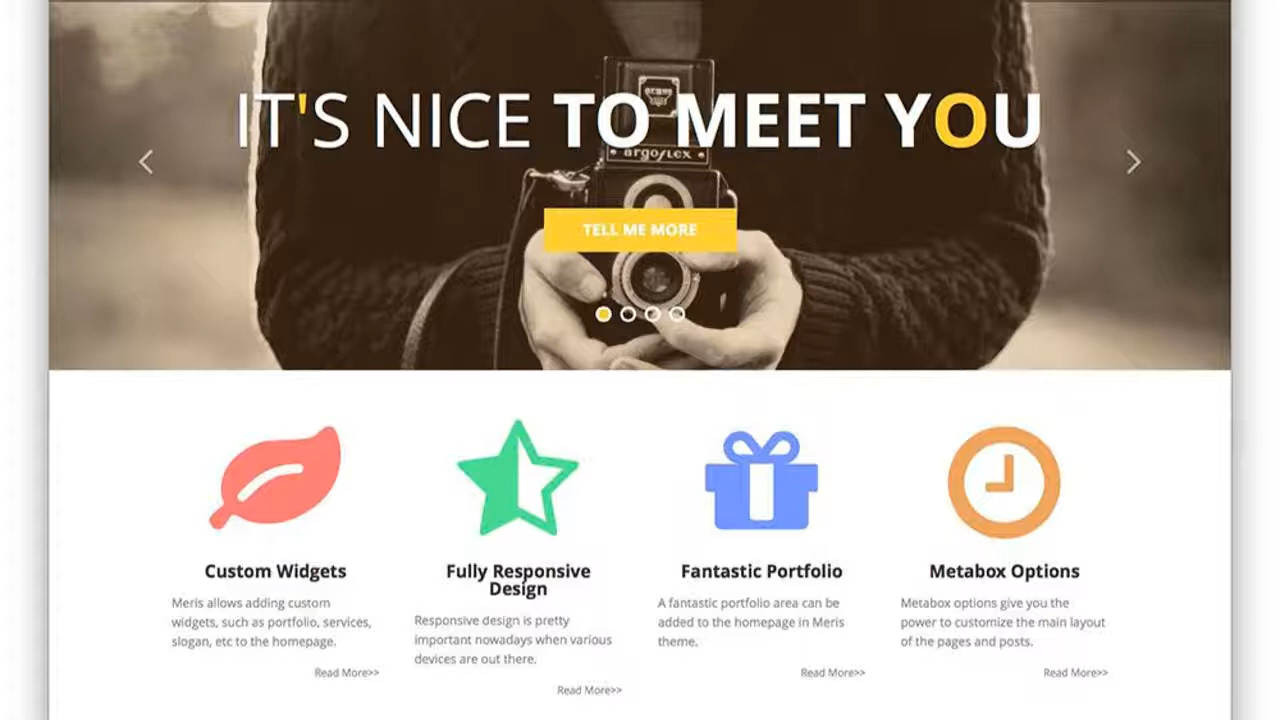 argus
IT'S NICE TO MEET YOU
argoflex
TELL ME MORE
Custom Widgets
Meris allows adding custom
widgets, such as portfolio, services,
slogan, etc to the homepage.
Read More>>
Fully Responsive
Design
Responsive design is pretty
important nowadays when various
devices are out there.
Read More>>
Fantastic Portfolio
A fantastic portfolio area can be
added to the homepage in Meris
theme.
Read More>>
Metabox Options
Metabox options give you the
power to customize the main layout
of the pages and posts.
Read More>>